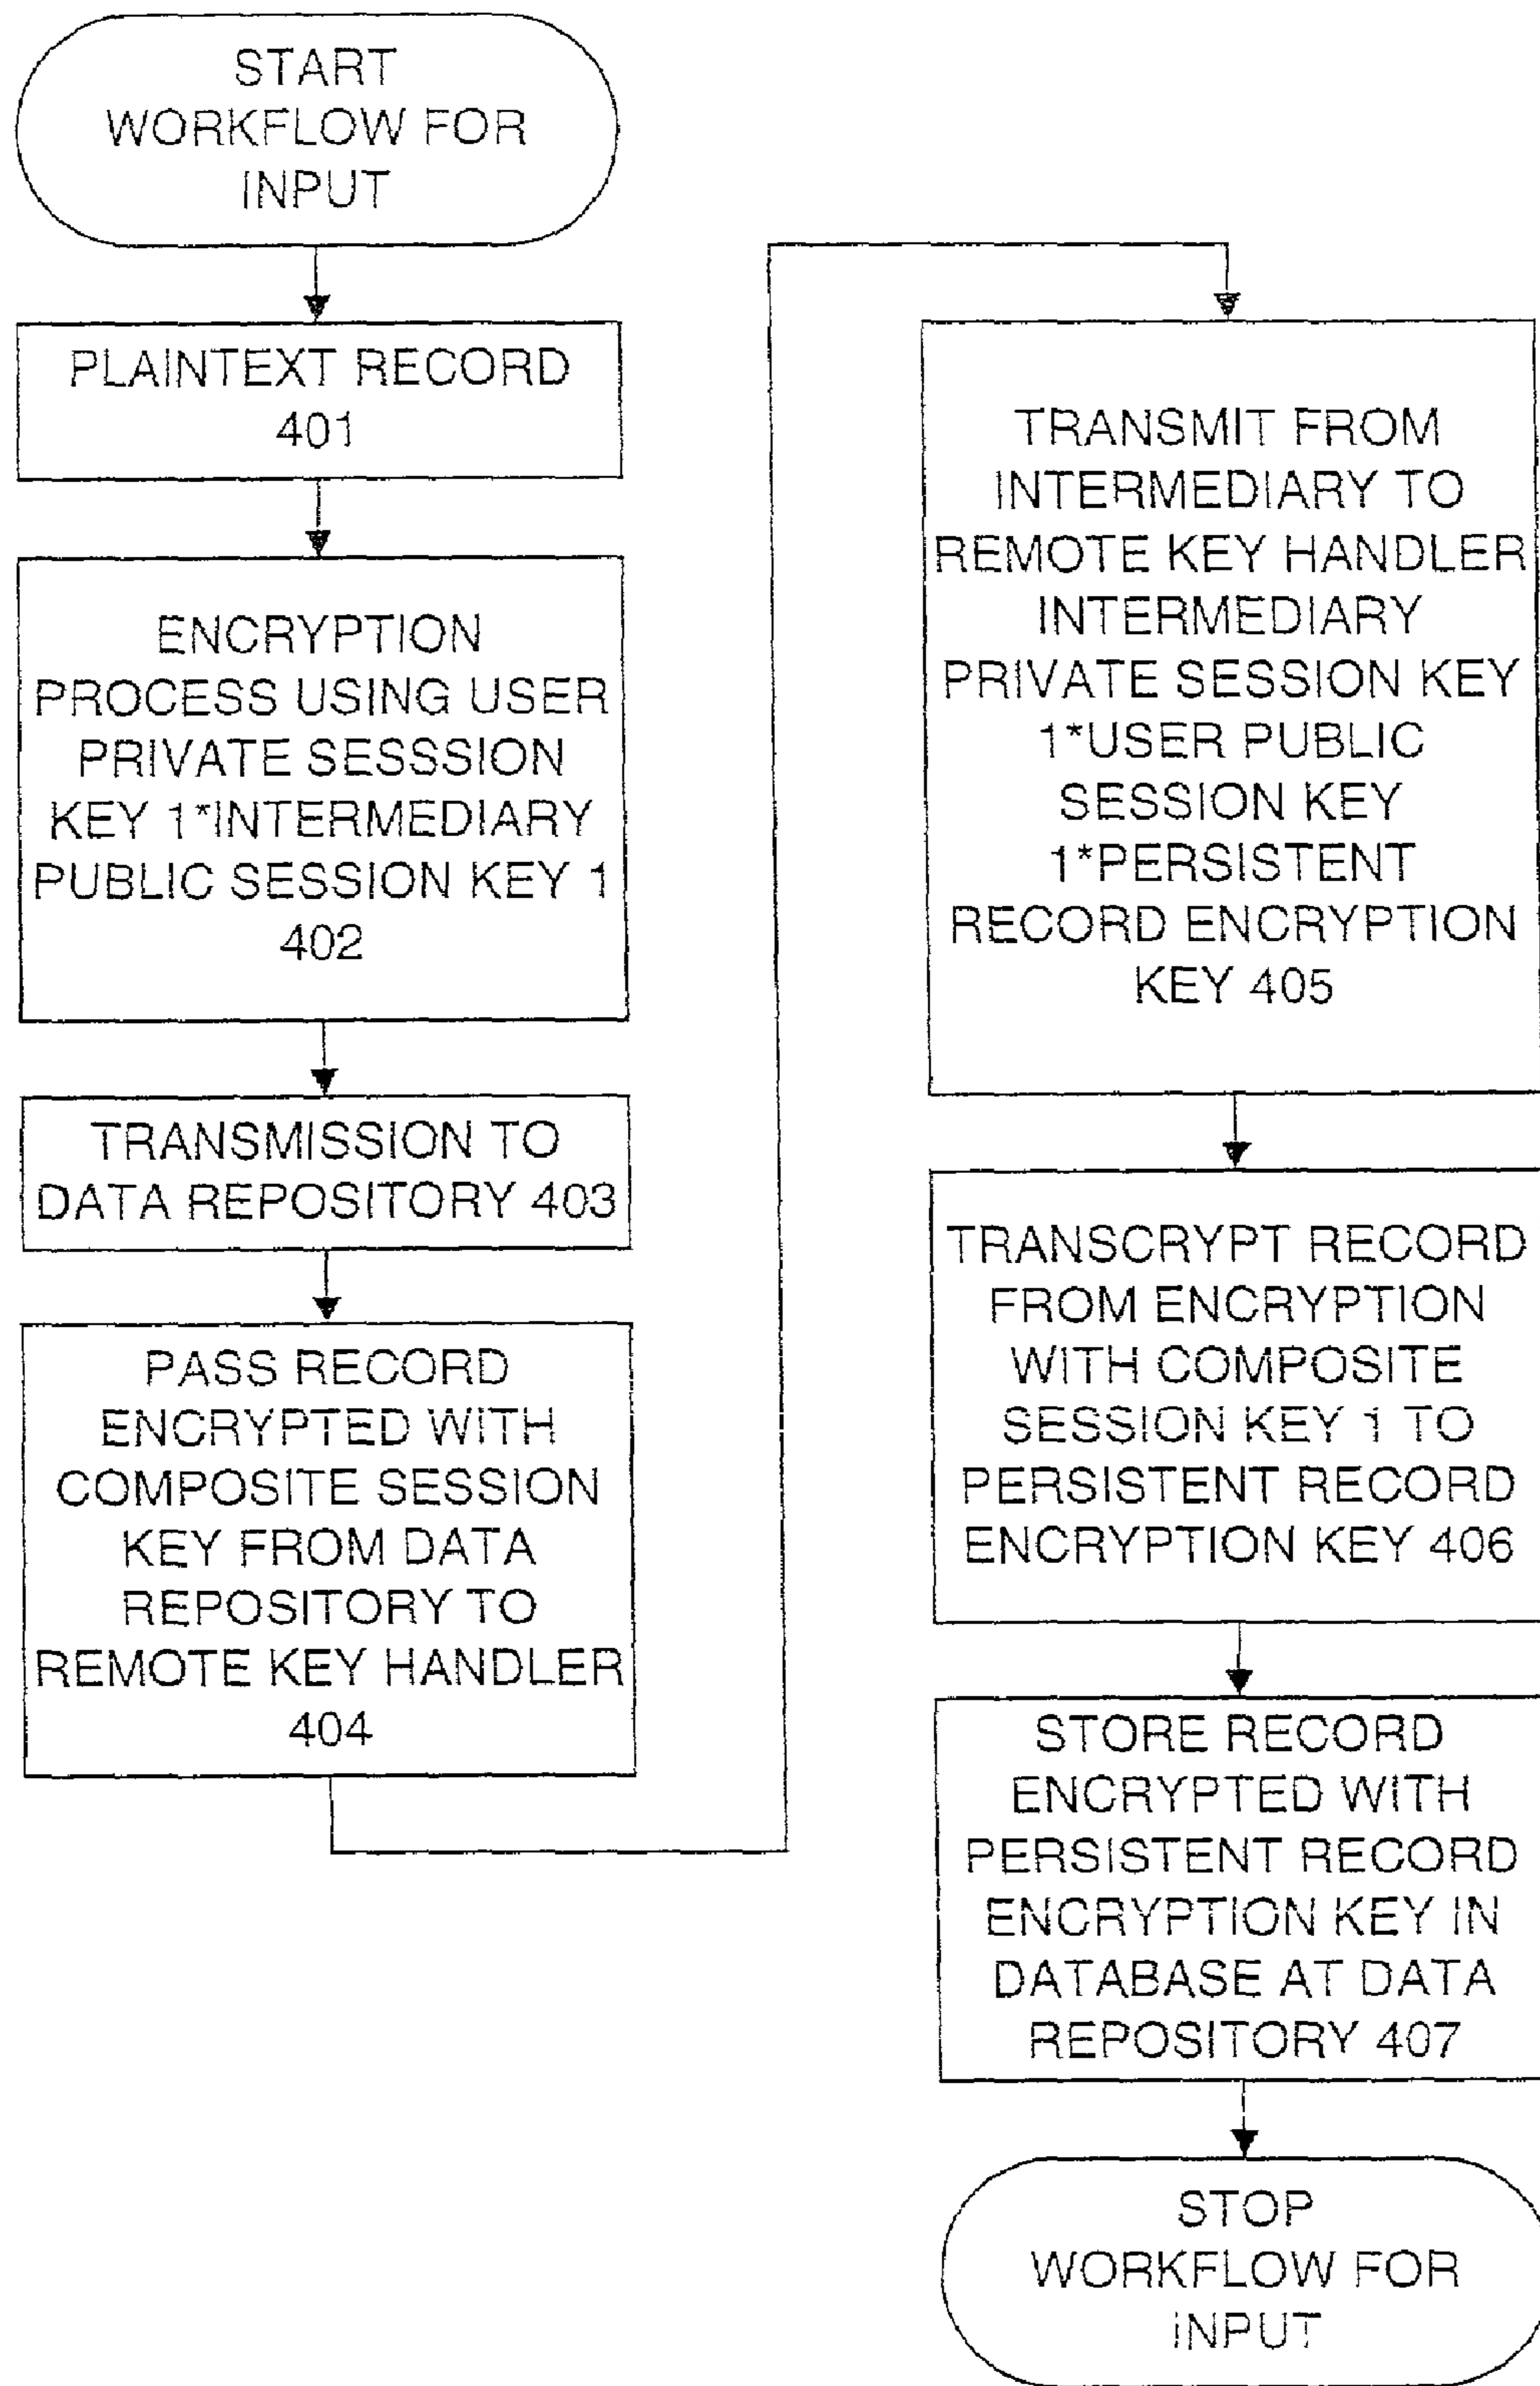 START
WORKFLOW FOR
INPUT
PLAINTEXT RECORD
401
ENCRYPTION
PROCESS USING USER
PRIVATE SESSSION
KEY 1*INTERMEDIARY
PUBLIC SESSION KEY 1
402
TRANSMISSION TO
DATA REPOSITORY 403
PASS RECORD
ENCRYPTED WITH
COMPOSITE SESSION
KEY FROM DATA
REPOSITORY TO
REMOTE KEY HANDLER
404
TRANSMIT FROM
INTERMEDIARY TO
REMOTE KEY HANDLER
INTERMEDIARY
PRIVATE SESSION KEY
1*USER PUBLIC
SESSION KEY
1*PERSISTENT
RECORD ENCRYPTION
KEY 405
TRANSCRYPT RECORD
FROM ENCRYPTION
WITH COMPOSITE
SESSION KEY 1 TO
PERSISTENT RECORD
ENCRYPTION KEY 406
STORE RECORD
ENCRYPTED WITH
PERSISTENT RECORD
ENCRYPTION KEY IN
DATABASE AT DATA
REPOSITORY 407
STOP
WORKFLOW FOR
INPUT